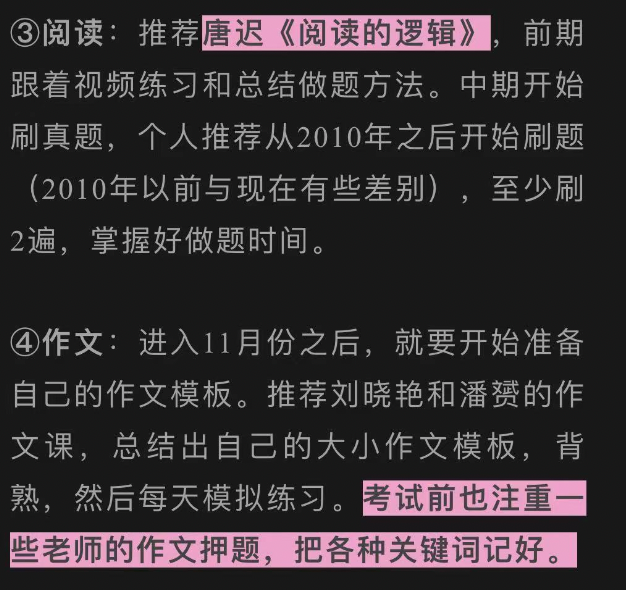 ③阅读：推荐唐迟《阅读的逻辑》，前期
跟着视频练习和总结做题方法。中期开始
刷真题，个人推荐从2010年之后开始刷题
（2010年以前与现在有些差别），至少刷
2遍，掌握好做题时间。
④作文：进入11月份之后，就要开始准备
自己的作文模板。推荐刘晓艳和潘赟的作
文课，总结出自己的大小作文模板，背
熟，然后每天模拟练习。考试前也注重一
些老师的作文押题，把各种关键词记好。